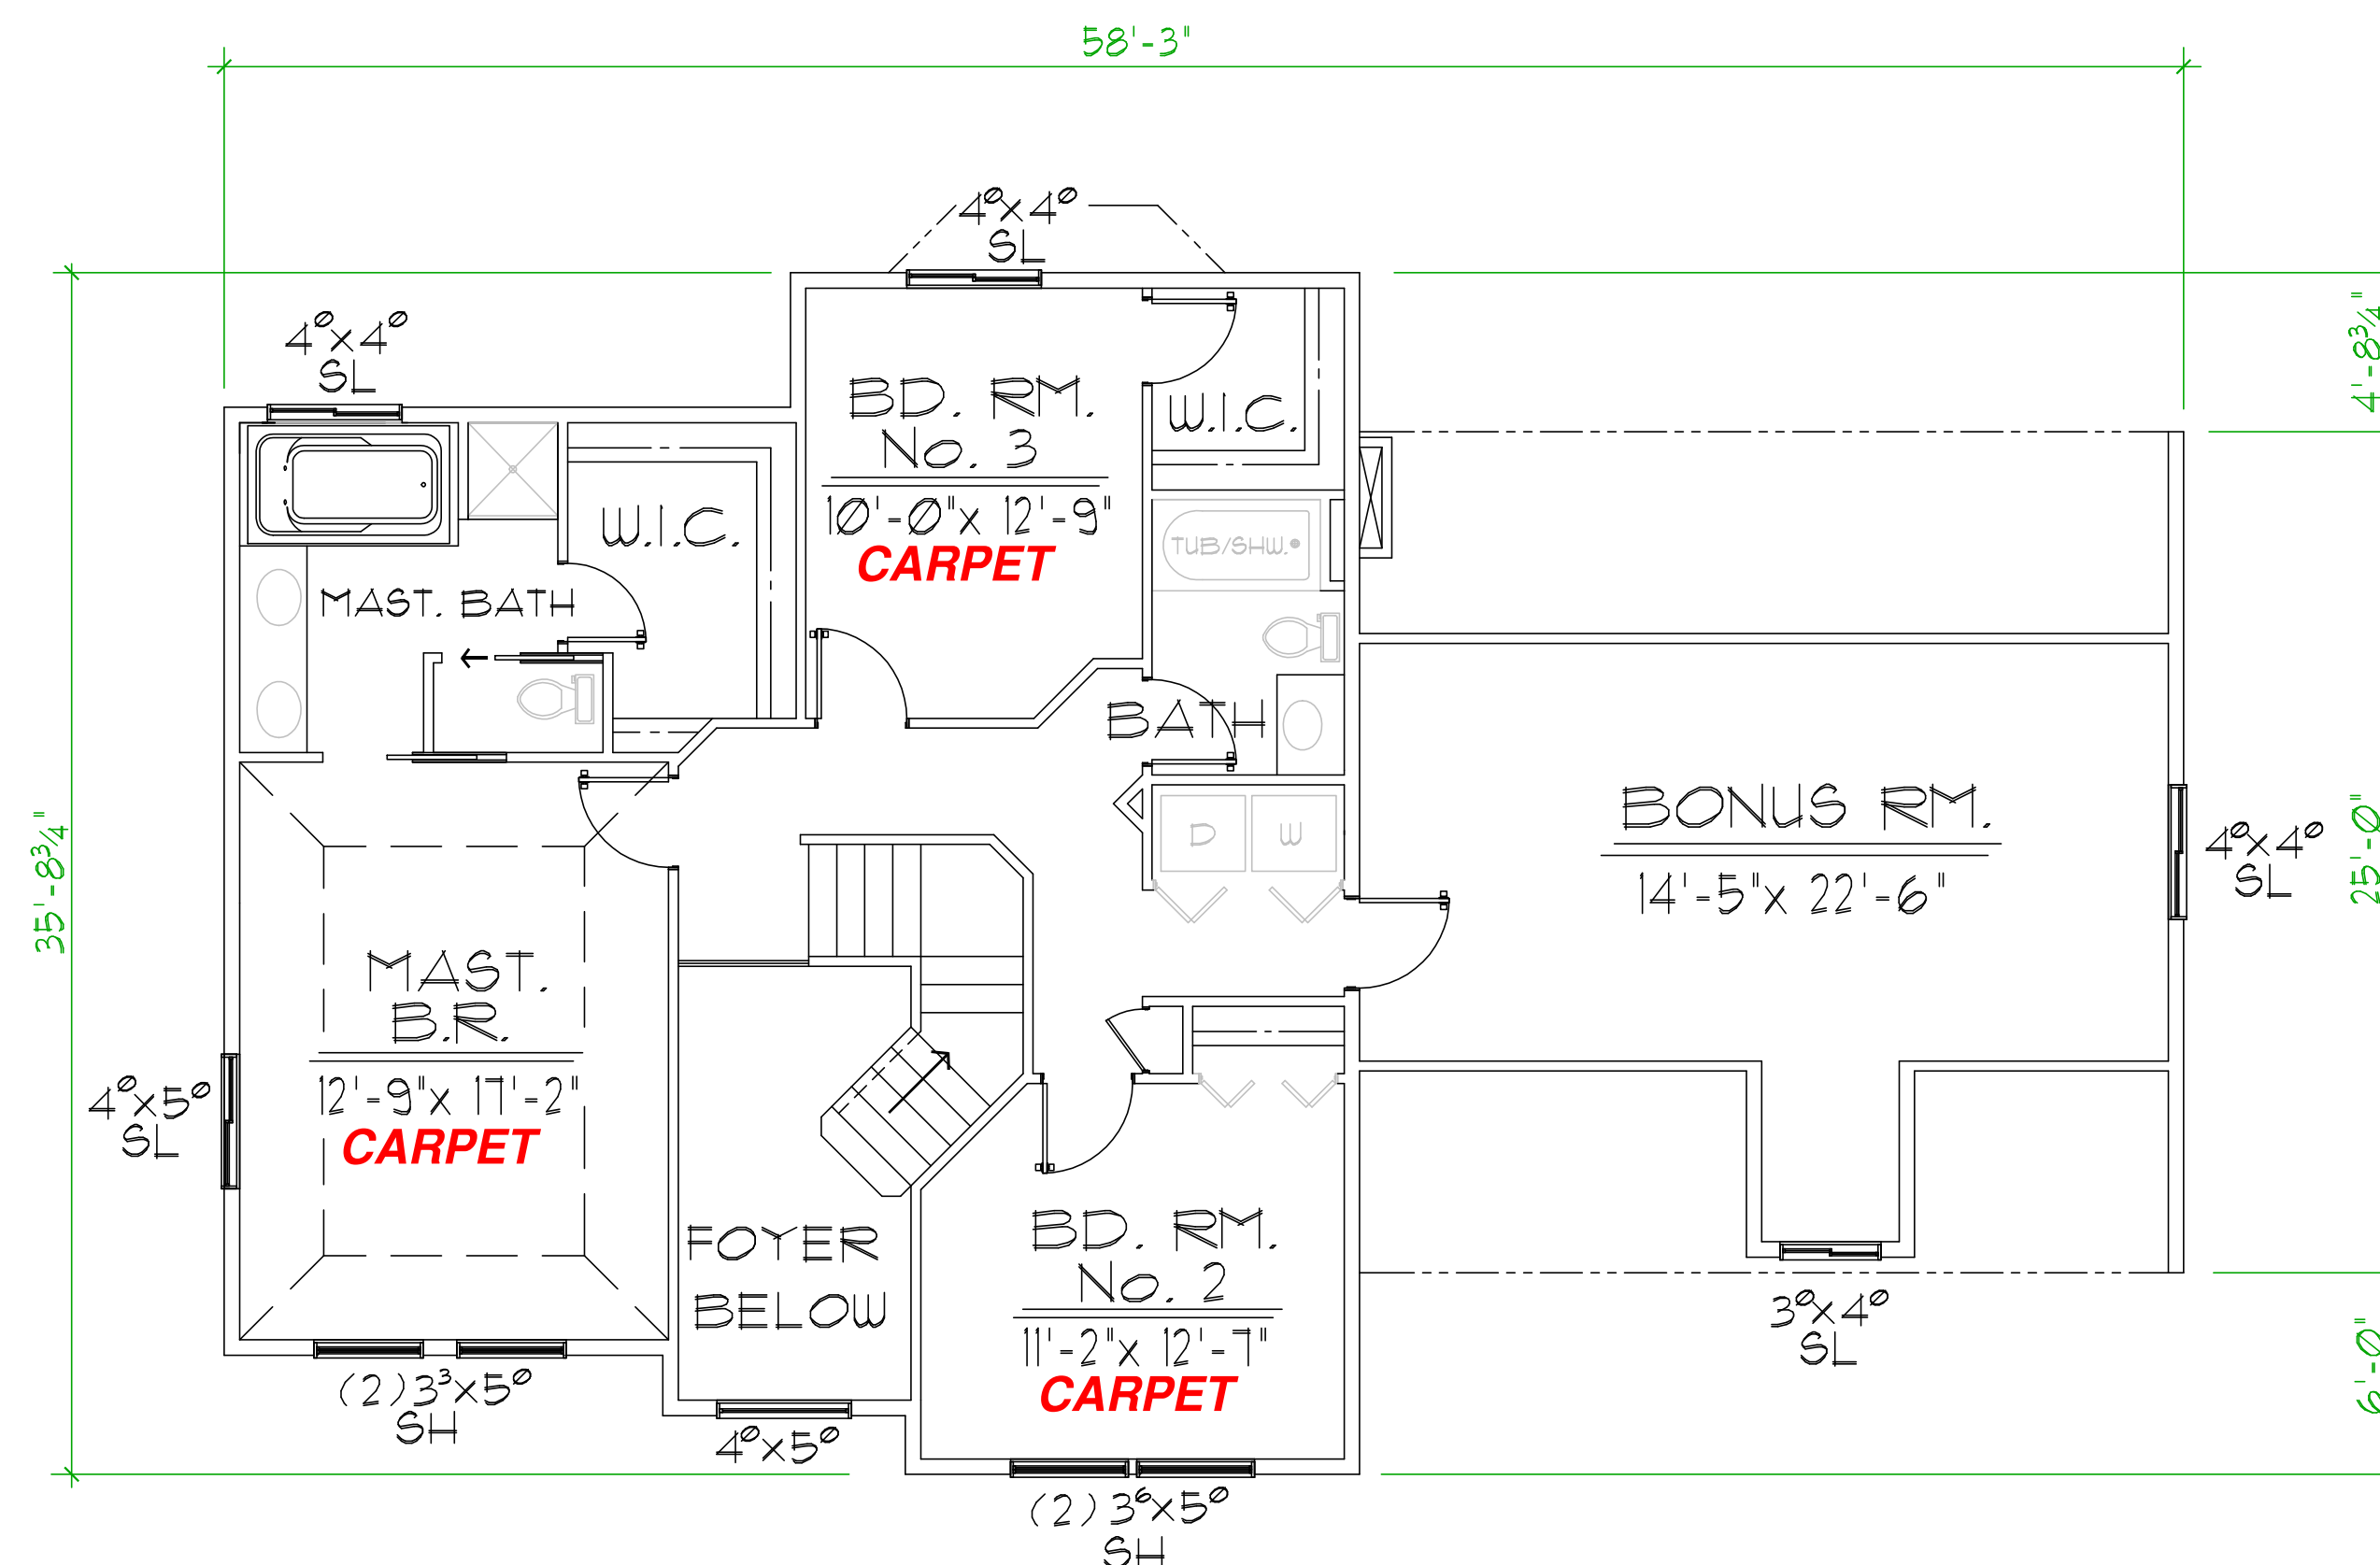 58'-3"
4⁰x4⁰
SL
4'-8¾"
4⁰x4⁰
SL
BD. RM.
No. 3
10'-0"x 12'-9"
CARPET
W.I.C.
W.I.C.
TUB/SHW.
MAST. BATH
BATH
D
W
BONUS RM.
14'-5"x 22'-6"
4⁰x4⁰
SL
25'-0"
35'-8¾"
MAST.
B.R.
12'-9"x 17'-2"
CARPET
4⁰x5⁰
SL
FOYER
BELOW
BD. RM.
No. 2
11'-2"x 12'-7"
CARPET
3⁰x4⁰
SL
6'-0"
(2)3³x5⁰
SH
4⁰x5⁰
(2)3⁶x5⁰
SH